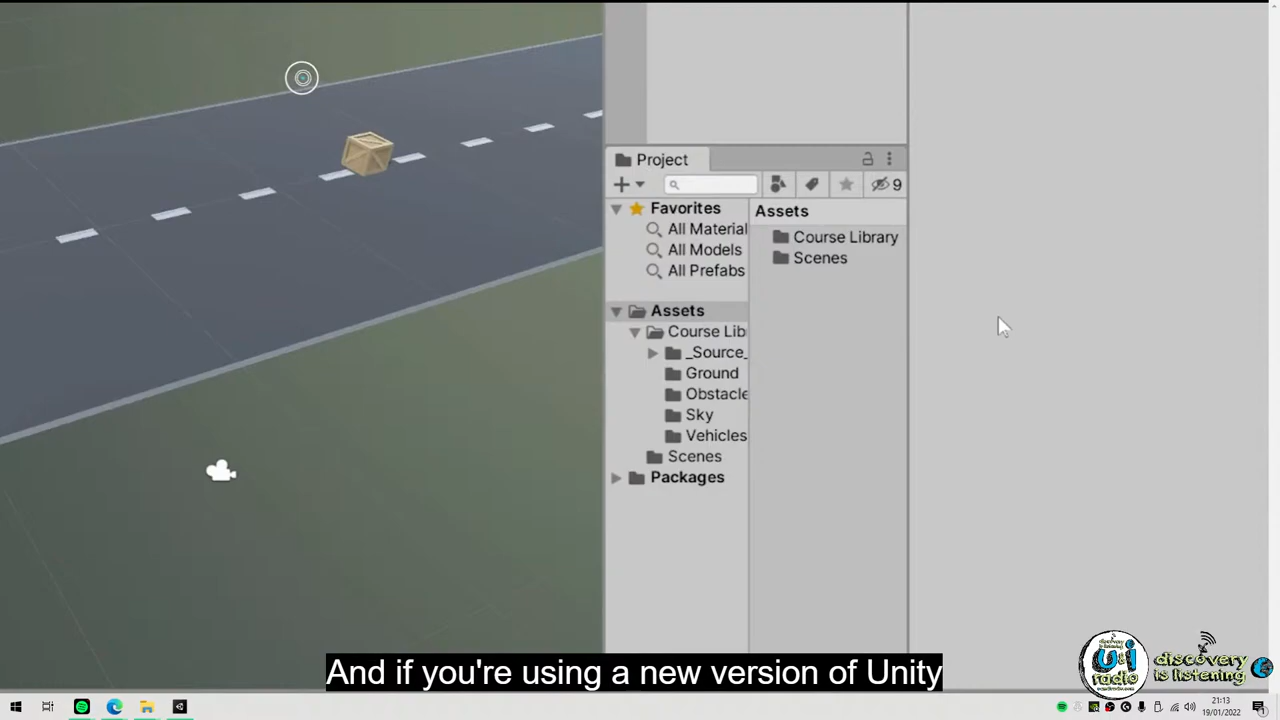 Project
9
Favorites
All Material
All Models
All Prefabs
Assets
Course Lib
_Source_
Ground
Obstacle
Sky
Vehicles
Scenes
Packages
Assets
Course Library
Scenes
And if you're using a new version of Unity
U&I
radio
discovery
is listening
21:13
19/01/2022